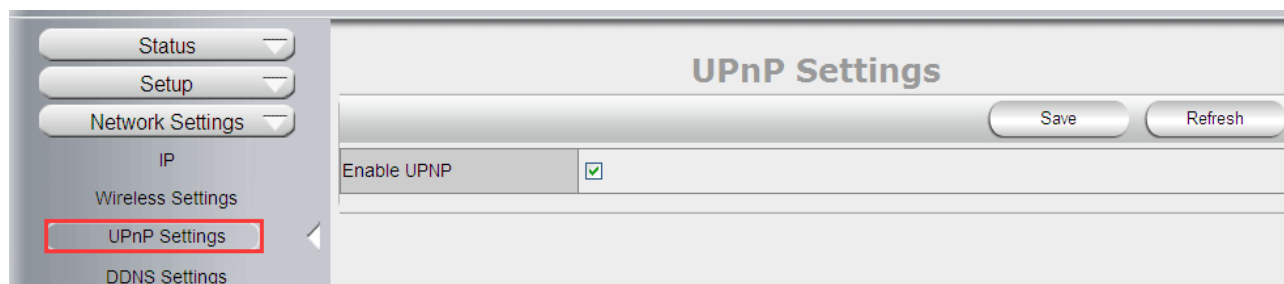 Status
Setup
Network Settings
IP
Wireless Settings
UPnP Settings
DDNS Settings
UPnP Settings
Save Refresh
Enable UPNP